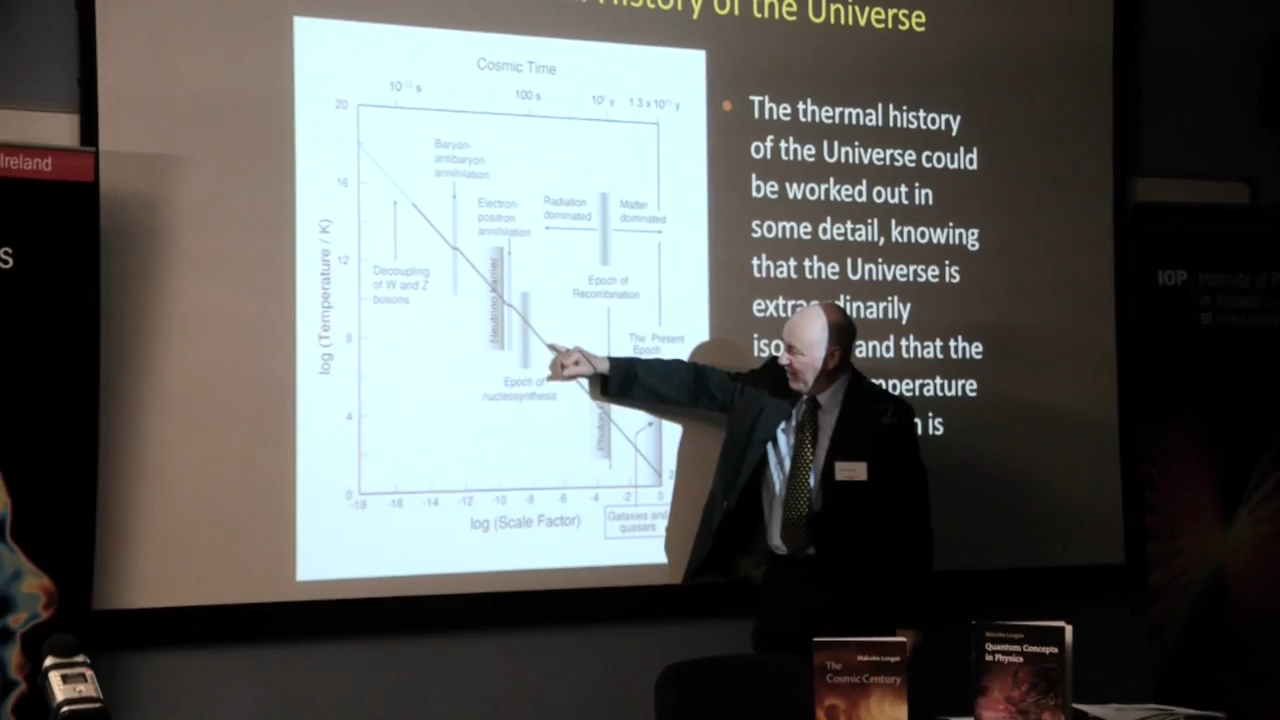 History of the Universe
Cosmic Time
100 s
20
16
12
8
4
0
Baryon-
antibaryon
annihilation
Electron-
positron
annihilation
Radiation
dominated
Matter
dominated
Decoupling
of W and Z
bosons
Neutrino barrier
Epoch of
Recombination
The Present
Epoch
Epoch of
nucleosynthesis
log (Temperature / K)
-18 -16 -14 -12 -10 -8 -6 -4 -2 0
log (Scale Factor)
Galaxies and
quasars
• The thermal history
of the Universe could
be worked out in
some detail, knowing
that the Universe is
and that the
is
Ireland
S
IOP
Malcolm Longair
The
Cosmic Century
Malcolm Longair
Quantum Concepts
in Physics